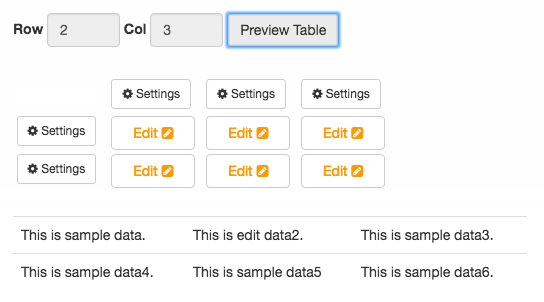 Row 2 Col 3 Preview Table
Settings Settings Settings
Settings Edit Edit Edit
Settings Edit Edit Edit
This is sample data. This is edit data2. This is sample data3.
This is sample data4. This is sample data5 This is sample data6.